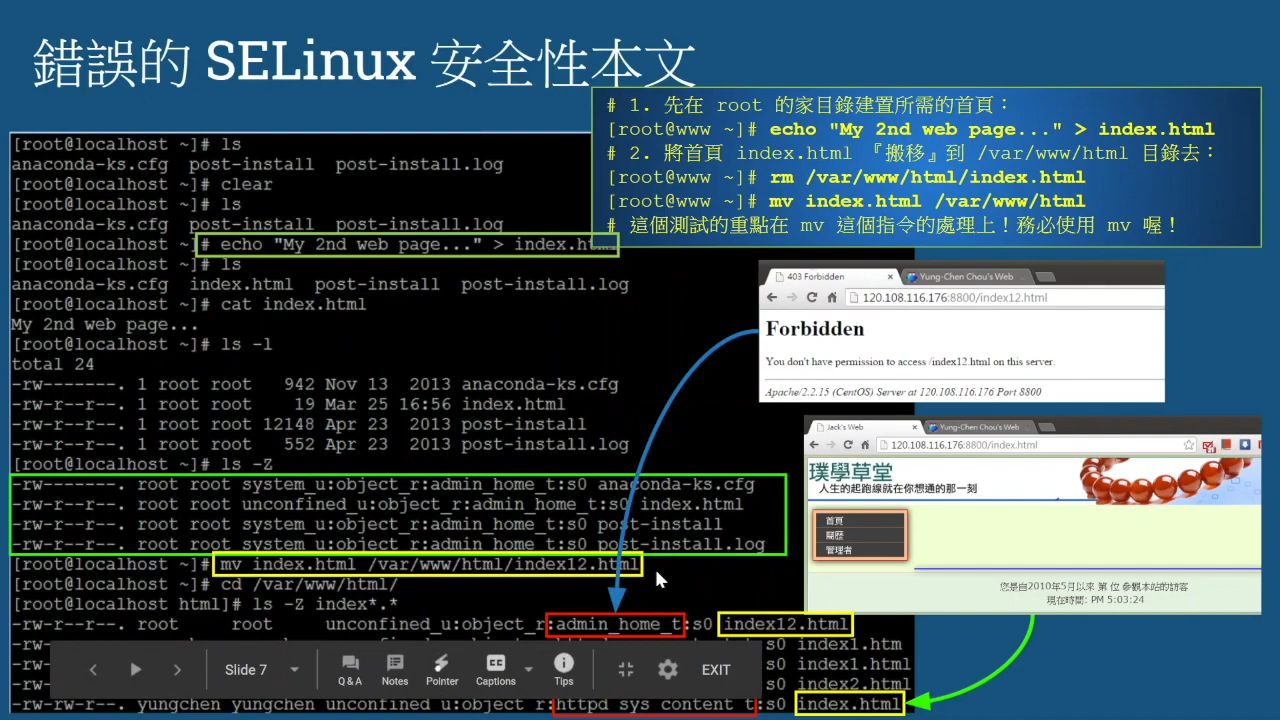 錯誤的 SELinux 安全性本文
# 1. 先在 root 的家目錄建置所需的首頁：
[root@www ~]# echo "My 2nd web page..." > index.html
# 2. 將首頁 index.html 『搬移』到 /var/www/html 目錄去：
[root@www ~]# rm /var/www/html/index.html
[root@www ~]# mv index.html /var/www/html
# 這個測試的重點在 mv 這個指令的處理上！務必使用 mv 喔！
[root@localhost ~]# ls
anaconda-ks.cfg post-install post-install.log
[root@localhost ~]# clear
[root@localhost ~]# ls
anaconda-ks.cfg post-install post-install.log
[root@localhost ~]# echo "My 2nd web page..." > index.html
[root@localhost ~]# ls
anaconda-ks.cfg index.html post-install post-install.log
[root@localhost ~]# cat index.html
My 2nd web page...
[root@localhost ~]# ls -l
total 24
-rw-------. 1 root root 942 Nov 13 2013 anaconda-ks.cfg
-rw-r--r--. 1 root root 19 Mar 25 16:56 index.html
-rw-r--r--. 1 root root 12148 Apr 23 2013 post-install
-rw-r--r--. 1 root root 552 Apr 23 2013 post-install.log
[root@localhost ~]# ls -Z
-rw-------. root root system_u:object_r:admin_home_t:s0 anaconda-ks.cfg
-rw-r--r--. root root unconfined_u:object_r:admin_home_t:s0 index.html
-rw-r--r--. root root system_u:object_r:admin_home_t:s0 post-install
-rw-r--r--. root root system_u:object_r:admin_home_t:s0 post-install.log
[root@localhost ~]# mv index.html /var/www/html/index12.html
[root@localhost ~]# cd /var/www/html/
[root@localhost html]# ls -Z index*.*
-rw-r--r--. root root unconfined_u:object_r:admin_home_t:s0 index12.html
-rw-
:s0 index1.htm
-rw-
:s0 index1.html
-rw-
:s0 index2.html
-rw-rw-r--. yungchen yungchen unconfined_u:object_r:httpd_sys_content_t:s0 index.html
403 Forbidden
Yung-Chen Chou's Web
120.108.116.176:8800/index12.html
Forbidden
You don't have permission to access /index12.html on this server.
Apache/2.2.15 (CentOS) Server at 120.108.116.176 Port 8800
Jack's Web
Yung-Chen Chou's Web
120.108.116.176:8800/index.html
璞學草堂
人生的起跑線就在你想通的那一刻
首頁
閱歷
管理者
您是自2010年5月以來 第 位 參觀本站的訪客
現在時間: PM 5:03:24
Slide 7
Q & A
Notes
Pointer
CC
Captions
Tips
EXIT